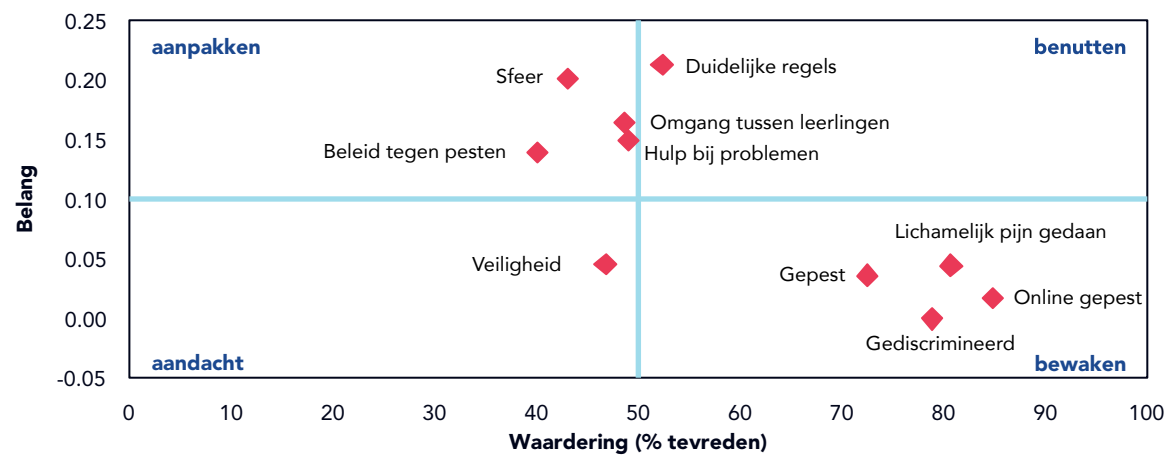 0.25
aanpakken
benutten
0.20
Sfeer
Duidelijke regels
Omgang tussen leerlingen
0.15
Beleid tegen pesten
Hulp bij problemen
Belang
0.10
Lichamelijk pijn gedaan
0.05
Veiligheid
Gepest
Online gepest
0.00
Gediscrimineerd
aandacht
bewaken
-0.05
0 10 20 30 40 50 60 70 80 90 100
Waardering (% tevreden)